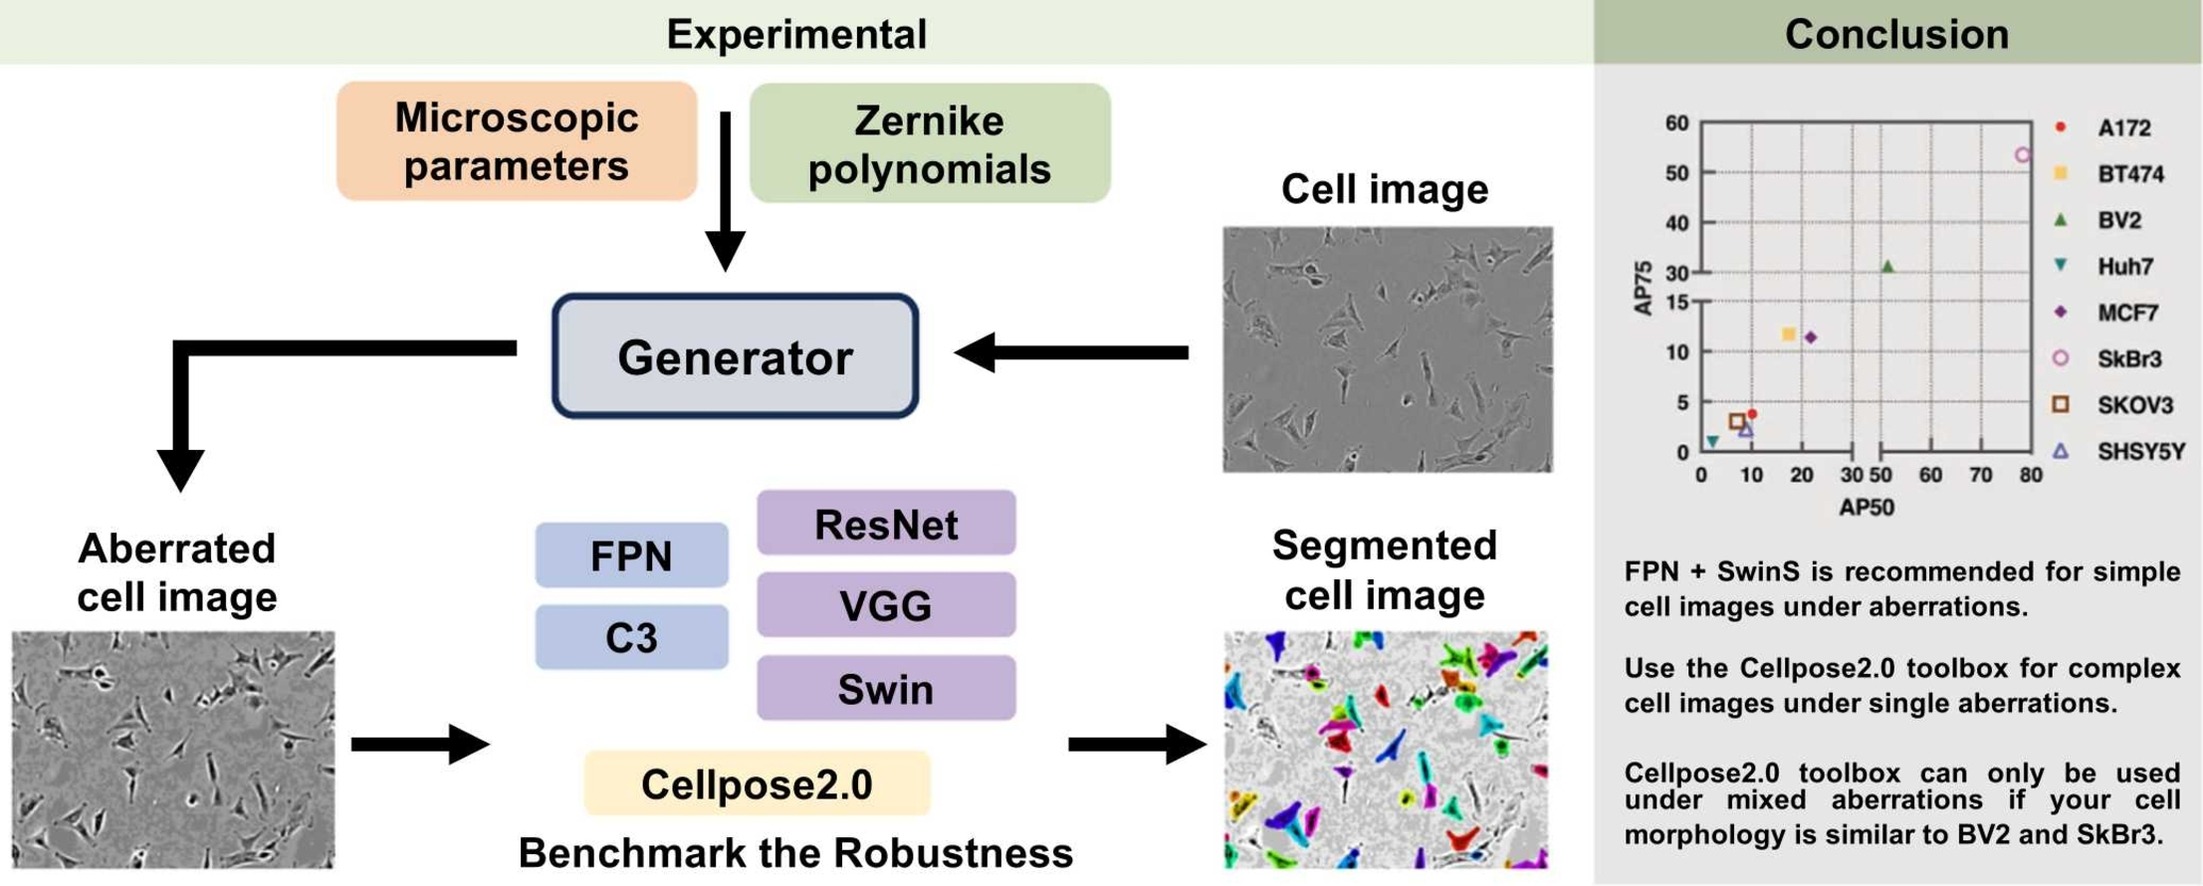 Experimental
Microscopic
parameters
Zernike
polynomials
Cell image
Generator
Aberrated
cell image
FPN
C3
ResNet
VGG
Swin
Cellpose2.0
Benchmark the Robustness
Segmented
cell image
Conclusion
60
50
40
30
15
10
5
0
AP75
0 10 20 30 50 60 70 80
AP50
A172
BT474
BV2
Huh7
MCF7
SkBr3
SKOV3
SHSY5Y
FPN + SwinS is recommended for simple
cell images under aberrations.
Use the Cellpose2.0 toolbox for complex
cell images under single aberrations.
Cellpose2.0 toolbox can only be used
under mixed aberrations if your cell
morphology is similar to BV2 and SkBr3.